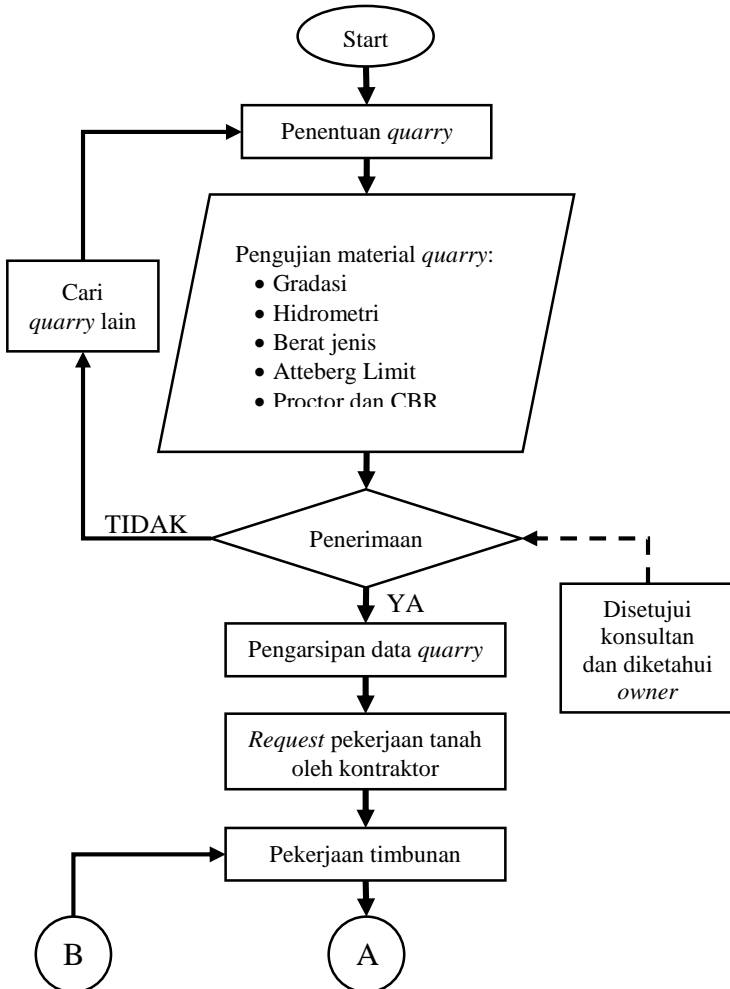 Start
Penentuan quarry
Pengujian material quarry:
• Gradasi
• Hidrometri
• Berat jenis
• Atteberg Limit
• Proctor dan CBR
Cari
quarry lain
TIDAK
Penerimaan
YA
Disetujui
konsultan
dan diketahui
owner
Pengarsipan data quarry
Request pekerjaan tanah
oleh kontraktor
Pekerjaan timbunan
B
A